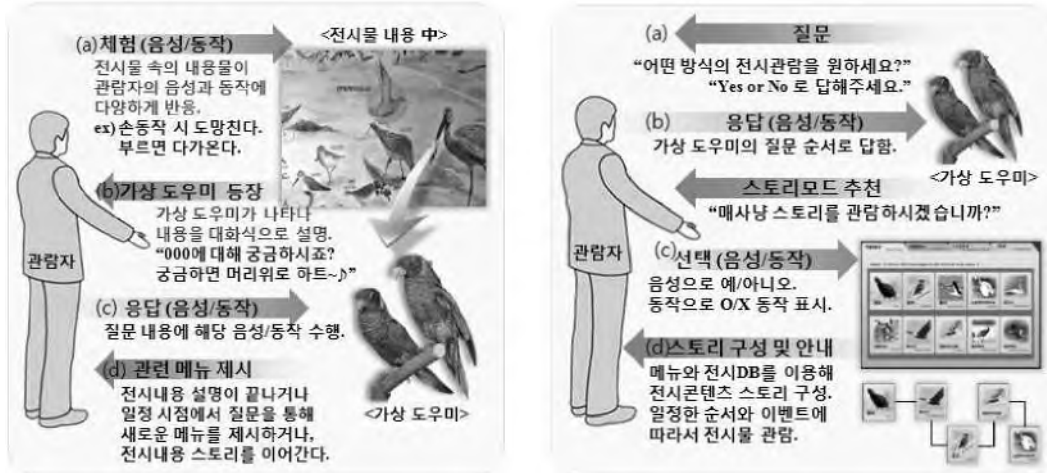 (a) 체험 (음성/동작)
<전시물 내용 中>
전시물 속의 내용물이
관람자의 음성과 동작에
다양하게 반응.
ex) 손동작 시 도망친다.
부르면 다가온다.
(b)가상 도우미 등장
가상 도우미가 나타나
내용을 대화식으로 설명.
“000에 대해 궁금하시죠?
궁금하면 머리위로 하트~♪”
관람자
(c) 응답 (음성/동작)
질문 내용에 해당 음성/동작 수행.
(d) 관련 메뉴 제시
전시내용 설명이 끝나거나
일정 시점에서 질문을 통해
새로운 메뉴를 제시하거나,
전시내용 스토리를 이어간다.
<가상 도우미>
(a) 질문
“어떤 방식의 전시관람을 원하세요?”
“Yes or No 로 답해주세요.”
(b) 응답 (음성/동작)
가상 도우미의 질문 순서로 답함.
<가상 도우미>
스토리모드 추천
“매사냥 스토리를 관람하시겠습니까?”
관람자
(c)선택 (음성/동작)
음성으로 예/아니오.
동작으로 O/X 동작 표시.
(d)스토리 구성 및 안내
메뉴와 전시DB를 이용해
전시콘텐츠 스토리 구성.
일정한 순서와 이벤트에
따라서 전시물 관람.